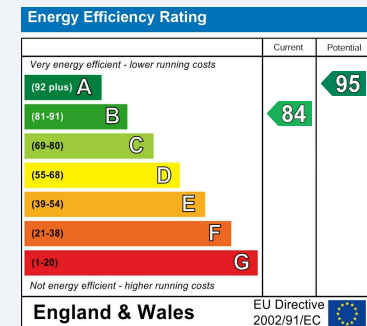 Energy Efficiency Rating
Current Potential
Very energy efficient - lower running costs
(92 plus) A 95
(81-91) B 84
(69-80) C
(55-68) D
(39-54) E
(21-38) F
(1-20) G
Not energy efficient - higher running costs
England & Wales EU Directive
2002/91/EC